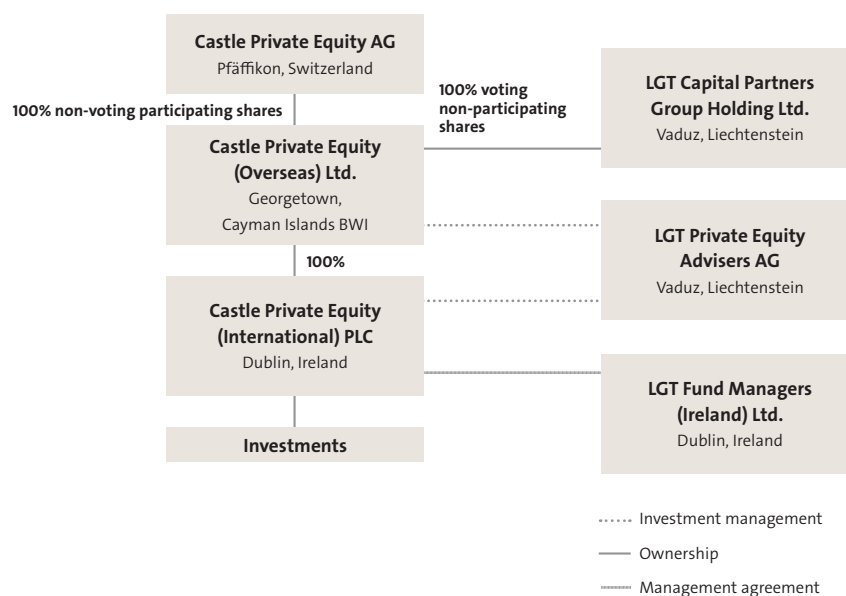 Castle Private Equity AG
Pfäffikon, Switzerland
100% non-voting participating shares
100% voting
non-participating
shares
LGT Capital Partners
Group Holding Ltd.
Vaduz, Liechtenstein
Castle Private Equity
(Overseas) Ltd.
Georgetown,
Cayman Islands BWI
LGT Private Equity
Advisers AG
Vaduz, Liechtenstein
100%
Castle Private Equity
(International) PLC
Dublin, Ireland
LGT Fund Managers
(Ireland) Ltd.
Dublin, Ireland
Investments
Investment management
Ownership
Management agreement